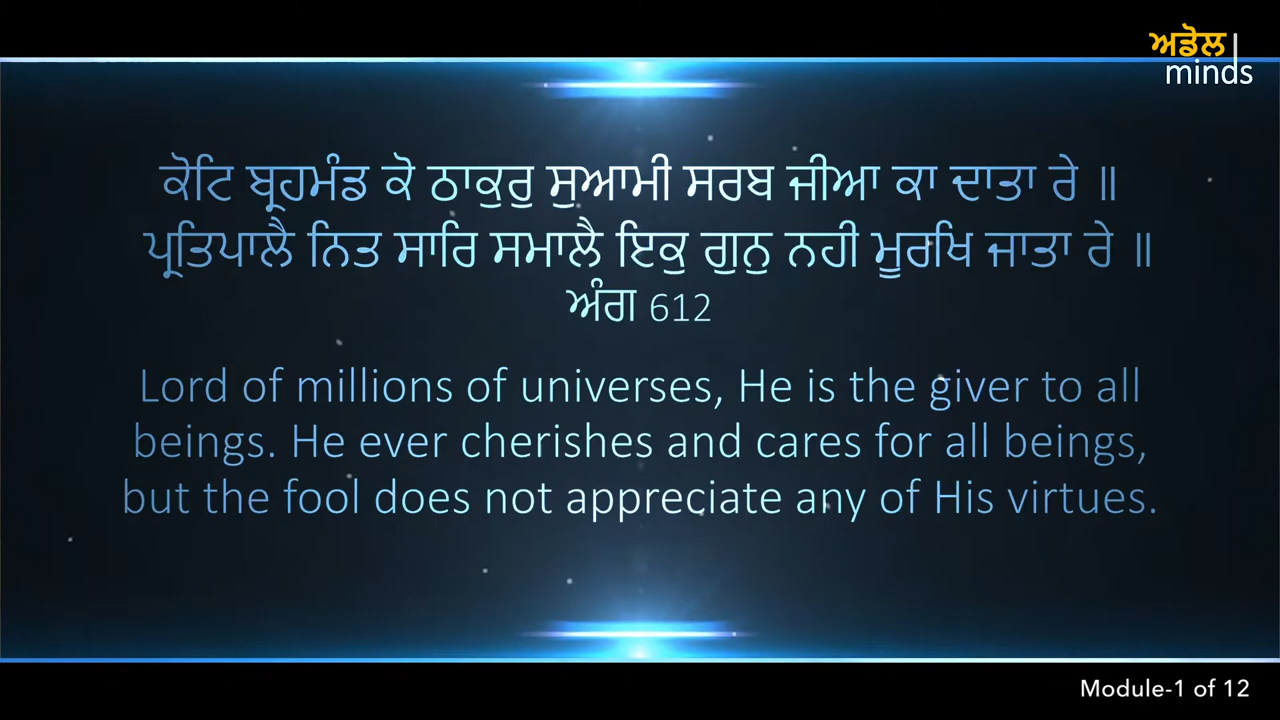 ਅਡੋਲ
minds
ਕੋਟਿ ਬ੍ਰਹਮੰਡ ਕੋ ਠਾਕੁਰੁ ਸੁਆਮੀ ਸਰਬ ਜੀਆ ਕਾ ਦਾਤਾ ਰੇ ॥
ਪ੍ਰਤਿਪਾਲੈ ਨਿਤ ਸਾਰਿ ਸਮਾਲੈ ਇਕੁ ਗੁਨੁ ਨਹੀ ਮੂਰਖਿ ਜਾਤਾ ਰੇ ॥
ਅੰਗ 612
Lord of millions of universes, He is the giver to all
beings. He ever cherishes and cares for all beings,
but the fool does not appreciate any of His virtues.
Module-1 of 12